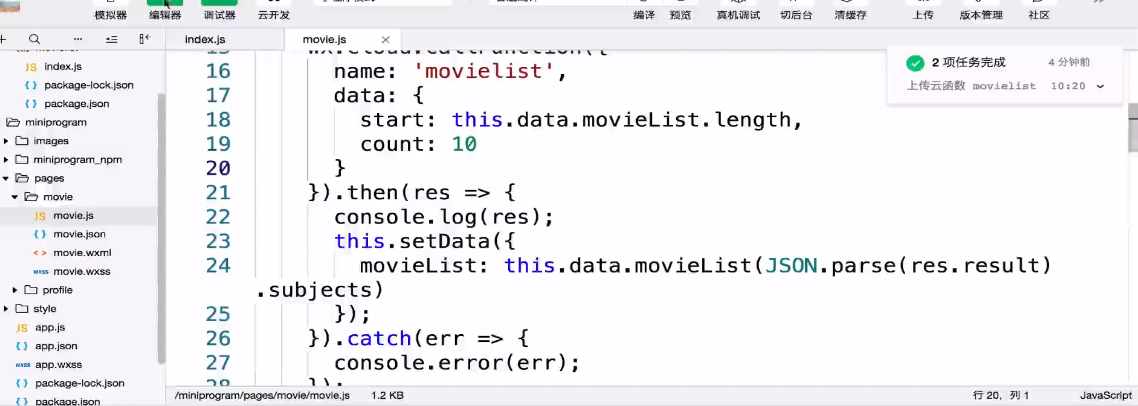 模拟器 编辑器 调试器 云开发 编译 预览 真机调试 切后台 清缓存 上传 版本管理 社区
index.js movie.js
index.js
package-lock.json
package.json
miniprogram
images
miniprogram_npm
pages
movie
movie.js
movie.json
movie.wxml
movie.wxss
profile
style
app.js
app.json
app.wxss
package-lock.json
package.json
15 wx.cloud.callFunction({
16 name: 'movielist',
17 data: {
18 start: this.data.movieList.length,
19 count: 10
20 }
21 }).then(res => {
22 console.log(res);
23 this.setData({
24 movieList: this.data.movieList(JSON.parse(res.result)
.subjects)
25 });
26 }).catch(err => {
27 console.error(err);
28 });
2 项任务完成 4 分钟前
上传云函数 movielist 10:20
/miniprogram/pages/movie/movie.js 1.2 KB 行 20，列 1 JavaScript